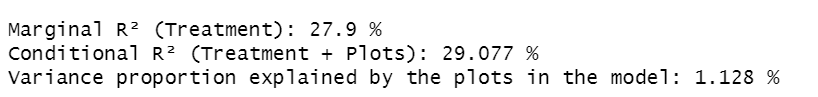 Marginal R² (Treatment): 27.9 %
Conditional R² (Treatment + Plots): 29.077 %
Variance proportion explained by the plots in the model: 1.128 %